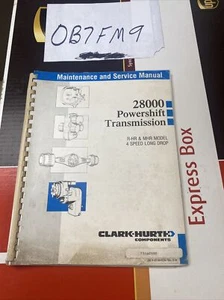 OB7FM9
Maintenance and Service Manual
28000
Powershift
Transmission
R-HR & MHR MODEL
4 SPEED LONG DROP
CLARK-HURTH
COMPONENTS
Express Box